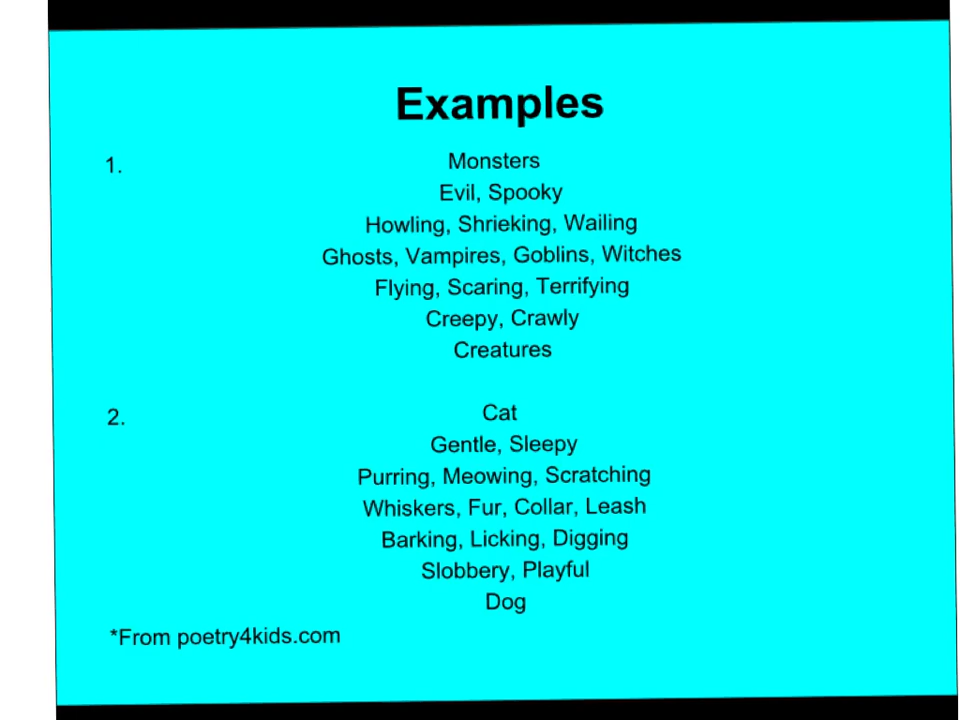 Examples
1.
Monsters
Evil, Spooky
Howling, Shrieking, Wailing
Ghosts, Vampires, Goblins, Witches
Flying, Scaring, Terrifying
Creepy, Crawly
Creatures
2.
Cat
Gentle, Sleepy
Purring, Meowing, Scratching
Whiskers, Fur, Collar, Leash
Barking, Licking, Digging
Slobbery, Playful
Dog
*From poetry4kids.com